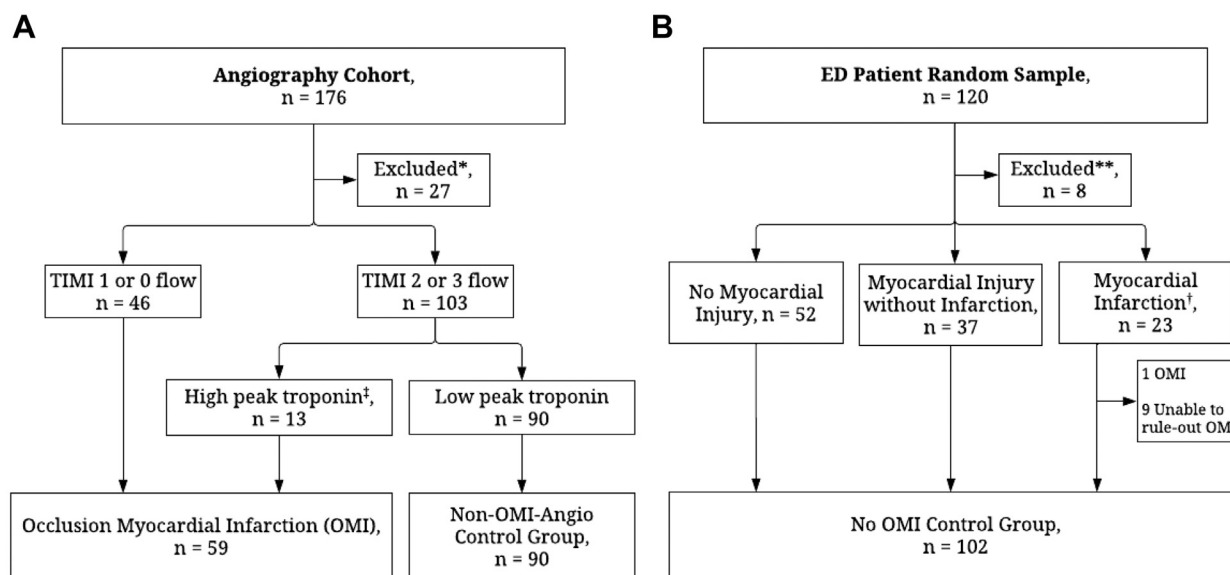 A
Angiography Cohort,
n = 176
Excluded*,
n = 27
TIMI 1 or 0 flow
n = 46
TIMI 2 or 3 flow
n = 103
High peak troponin‡,
n = 13
Low peak troponin
n = 90
Occlusion Myocardial Infarction (OMI),
n = 59
Non-OMI-Angio
Control Group,
n = 90
B
ED Patient Random Sample,
n = 120
Excluded**,
n = 8
No Myocardial
Injury, n = 52
Myocardial Injury
without Infarction,
n = 37
Myocardial
Infarction†,
n = 23
1 OMI
9 Unable to
rule-out OM
No OMI Control Group,
n = 102